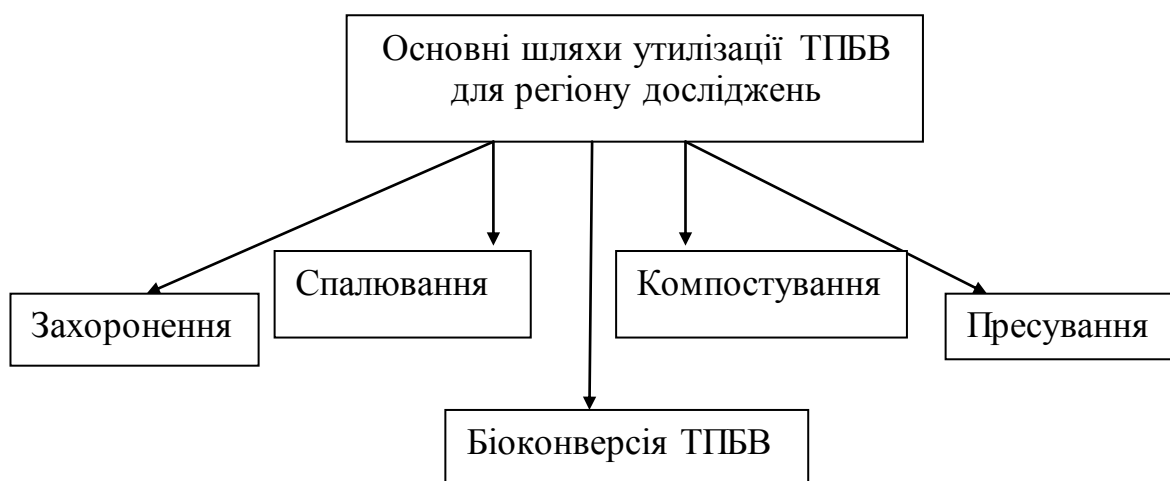 Основні шляхи утилізації ТПБВ
для регіону досліджень
Спалювання
Компостування
Захоронення
Пресування
Біоконверсія ТПБВ